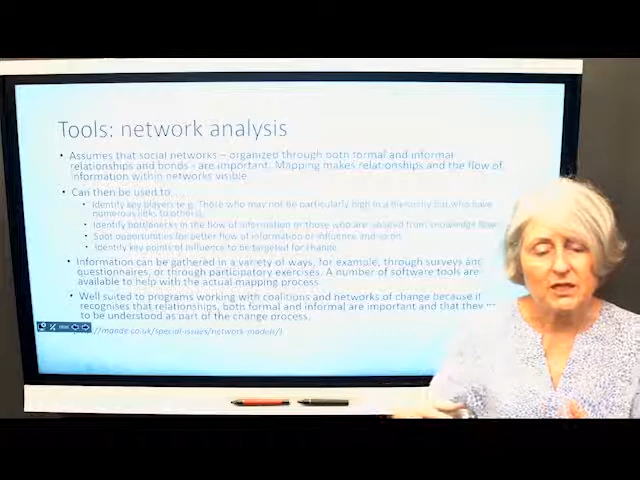 Tools: network analysis
• Assumes that social networks – organized through both formal and informal
relationships and bonds - are important. Mapping makes relationships and the flow of
information within networks visible.
• Can then be used to . . .
• Identify key players (e.g. Those who may not be particularly high in a hierarchy but who have
numerous links to others).
• Identify bottlenecks in the flow of information or those who are isolated from knowledge flow
• Spot opportunities for better flow of information or influence and so on
• Identify key points of influence to be targeted for change
• Information can be gathered in a variety of ways, for example, through surveys and
questionnaires, or through participatory exercises. A number of software tools are
available to help with the actual mapping process
• Well suited to programs working with coalitions and networks of change because it
recognises that relationships, both formal and informal are important and that they
to be understood as part of the change process.
//mande.co.uk/special-issues/network-models/)